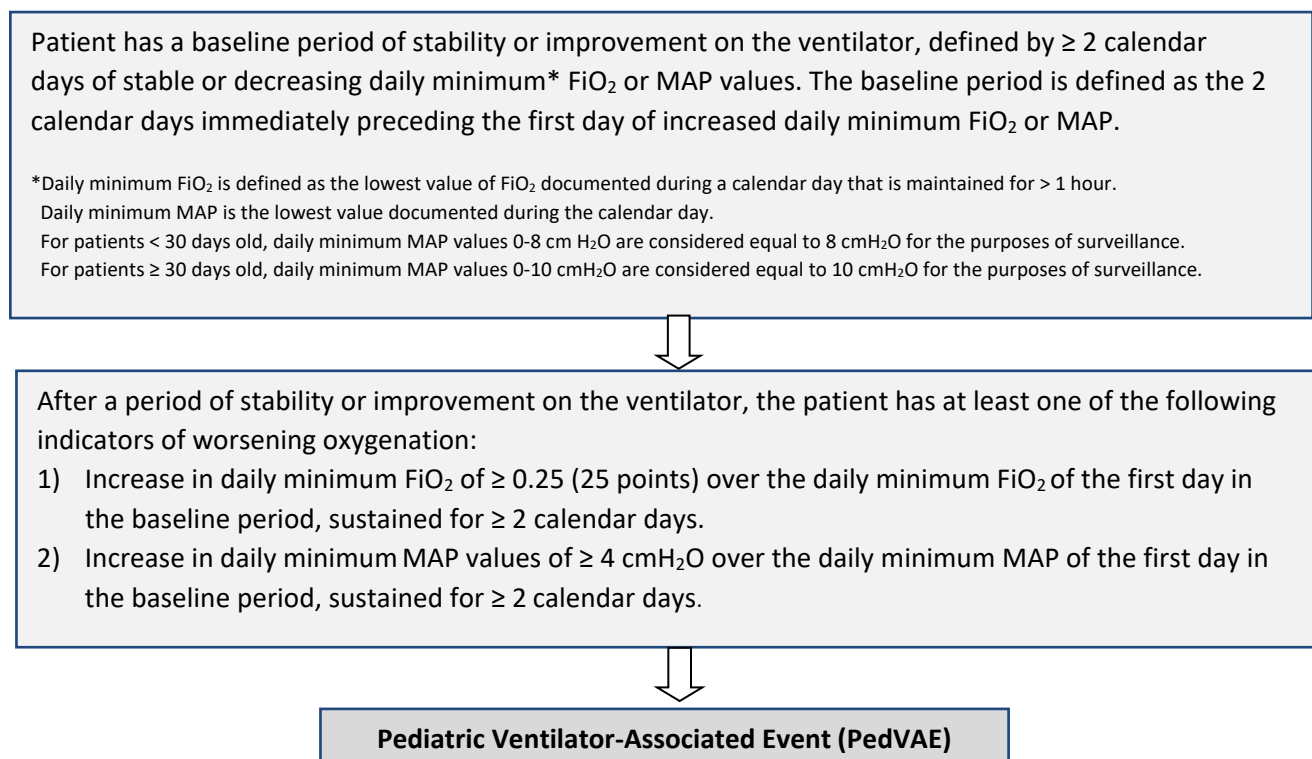 Patient has a baseline period of stability or improvement on the ventilator, defined by ≥ 2 calendar
days of stable or decreasing daily minimum* FiO₂ or MAP values. The baseline period is defined as the 2
calendar days immediately preceding the first day of increased daily minimum FiO₂ or MAP.
*Daily minimum FiO₂ is defined as the lowest value of FiO₂ documented during a calendar day that is maintained for > 1 hour.
Daily minimum MAP is the lowest value documented during the calendar day.
For patients < 30 days old, daily minimum MAP values 0-8 cm H₂O are considered equal to 8 cmH₂O for the purposes of surveillance.
For patients ≥ 30 days old, daily minimum MAP values 0-10 cmH₂O are considered equal to 10 cmH₂O for the purposes of surveillance.
After a period of stability or improvement on the ventilator, the patient has at least one of the following
indicators of worsening oxygenation:
1) Increase in daily minimum FiO₂ of ≥ 0.25 (25 points) over the daily minimum FiO₂ of the first day in
the baseline period, sustained for ≥ 2 calendar days.
2) Increase in daily minimum MAP values of ≥ 4 cmH₂O over the daily minimum MAP of the first day in
the baseline period, sustained for ≥ 2 calendar days.
Pediatric Ventilator-Associated Event (PedVAE)